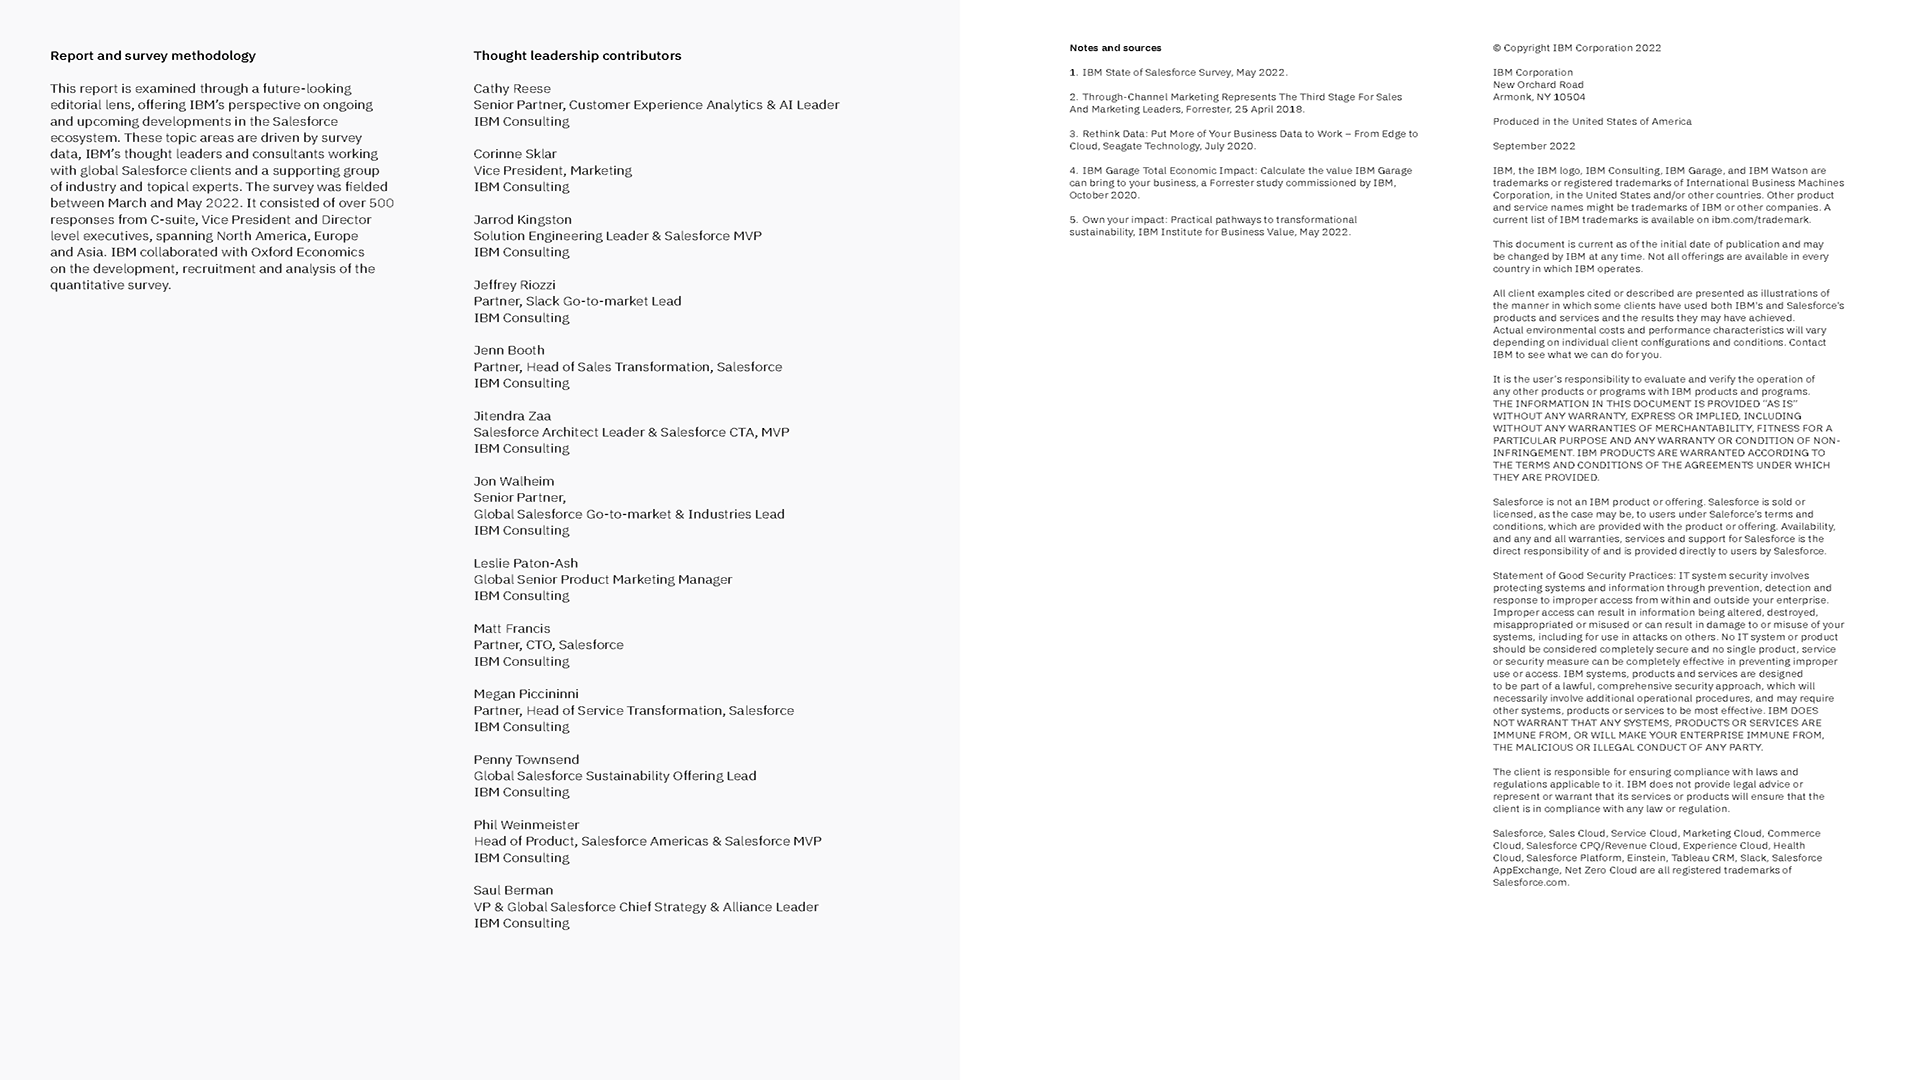 Report and survey methodology
This report is examined through a future-looking
editorial lens, offering IBM’s perspective on ongoing
and upcoming developments in the Salesforce
ecosystem. These topic areas are driven by survey
data, IBM’s thought leaders and consultants working
with global Salesforce clients and a supporting group
of industry and topical experts. The survey was fielded
between March and May 2022. It consisted of over 500
responses from C-suite, Vice President and Director
level executives, spanning North America, Europe
and Asia. IBM collaborated with Oxford Economics
on the development, recruitment and analysis of the
quantitative survey.
Thought leadership contributors
Cathy Reese
Senior Partner, Customer Experience Analytics & AI Leader
IBM Consulting
Corinne Sklar
Vice President, Marketing
IBM Consulting
Jarrod Kingston
Solution Engineering Leader & Salesforce MVP
IBM Consulting
Jeffrey Riozzi
Partner, Slack Go-to-market Lead
IBM Consulting
Jenn Booth
Partner, Head of Sales Transformation, Salesforce
IBM Consulting
Jitendra Zaa
Salesforce Architect Leader & Salesforce CTA, MVP
IBM Consulting
Jon Walheim
Senior Partner,
Global Salesforce Go-to-market & Industries Lead
IBM Consulting
Leslie Paton-Ash
Global Senior Product Marketing Manager
IBM Consulting
Matt Francis
Partner, CTO, Salesforce
IBM Consulting
Megan Piccininni
Partner, Head of Service Transformation, Salesforce
IBM Consulting
Penny Townsend
Global Salesforce Sustainability Offering Lead
IBM Consulting
Phil Weinmeister
Head of Product, Salesforce Americas & Salesforce MVP
IBM Consulting
Saul Berman
VP & Global Salesforce Chief Strategy & Alliance Leader
IBM Consulting
Notes and sources
1. IBM State of Salesforce Survey, May 2022.
2. Through-Channel Marketing Represents The Third Stage For Sales
And Marketing Leaders, Forrester, 25 April 2018.
3. Rethink Data: Put More of Your Business Data to Work – From Edge to
Cloud, Seagate Technology, July 2020.
4. IBM Garage Total Economic Impact: Calculate the value IBM Garage
can bring to your business, a Forrester study commissioned by IBM,
October 2020.
5. Own your impact: Practical pathways to transformational
sustainability, IBM Institute for Business Value, May 2022.
© Copyright IBM Corporation 2022
IBM Corporation
New Orchard Road
Armonk, NY 10504
Produced in the United States of America
September 2022
IBM, the IBM logo, IBM Consulting, IBM Garage, and IBM Watson are
trademarks or registered trademarks of International Business Machines
Corporation, in the United States and/or other countries. Other product
and service names might be trademarks of IBM or other companies. A
current list of IBM trademarks is available on ibm.com/trademark.
This document is current as of the initial date of publication and may
be changed by IBM at any time. Not all offerings are available in every
country in which IBM operates.
All client examples cited or described are presented as illustrations of
the manner in which some clients have used both IBM’s and Salesforce’s
products and services and the results they may have achieved.
Actual environmental costs and performance characteristics will vary
depending on individual client configurations and conditions. Contact
IBM to see what we can do for you.
It is the user’s responsibility to evaluate and verify the operation of
any other products or programs with IBM products and programs.
THE INFORMATION IN THIS DOCUMENT IS PROVIDED “AS IS”
WITHOUT ANY WARRANTY, EXPRESS OR IMPLIED, INCLUDING
WITHOUT ANY WARRANTIES OF MERCHANTABILITY, FITNESS FOR A
PARTICULAR PURPOSE AND ANY WARRANTY OR CONDITION OF NON-
INFRINGEMENT. IBM PRODUCTS ARE WARRANTED ACCORDING TO
THE TERMS AND CONDITIONS OF THE AGREEMENTS UNDER WHICH
THEY ARE PROVIDED.
Salesforce is not an IBM product or offering. Salesforce is sold or
licensed, as the case may be, to users under Saleforce’s terms and
conditions, which are provided with the product or offering. Availability,
and any and all warranties, services and support for Salesforce is the
direct responsibility of and is provided directly to users by Salesforce.
Statement of Good Security Practices: IT system security involves
protecting systems and information through prevention, detection and
response to improper access from within and outside your enterprise.
Improper access can result in information being altered, destroyed,
misappropriated or misused or can result in damage to or misuse of your
systems, including for use in attacks on others. No IT system or product
should be considered completely secure and no single product, service
or security measure can be completely effective in preventing improper
use or access. IBM systems, products and services are designed
to be part of a lawful, comprehensive security approach, which will
necessarily involve additional operational procedures, and may require
other systems, products or services to be most effective. IBM DOES
NOT WARRANT THAT ANY SYSTEMS, PRODUCTS OR SERVICES ARE
IMMUNE FROM, OR WILL MAKE YOUR ENTERPRISE IMMUNE FROM,
THE MALICIOUS OR ILLEGAL CONDUCT OF ANY PARTY.
The client is responsible for ensuring compliance with laws and
regulations applicable to it. IBM does not provide legal advice or
represent or warrant that its services or products will ensure that the
client is in compliance with any law or regulation.
Salesforce, Sales Cloud, Service Cloud, Marketing Cloud, Commerce
Cloud, Salesforce CPQ/Revenue Cloud, Experience Cloud, Health
Cloud, Salesforce Platform, Einstein, Tableau CRM, Slack, Salesforce
AppExchange, Net Zero Cloud are all registered trademarks of
Salesforce.com.